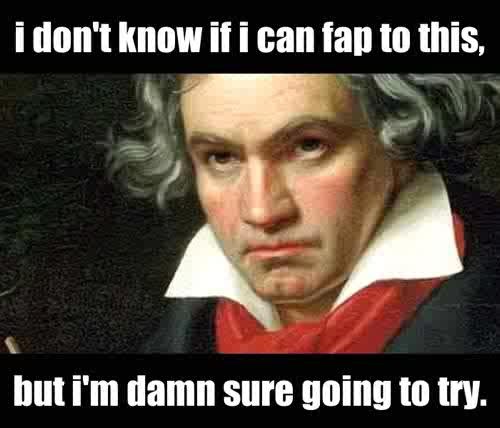 i don't know if i can fap to this,
but i'm damn sure going to try.